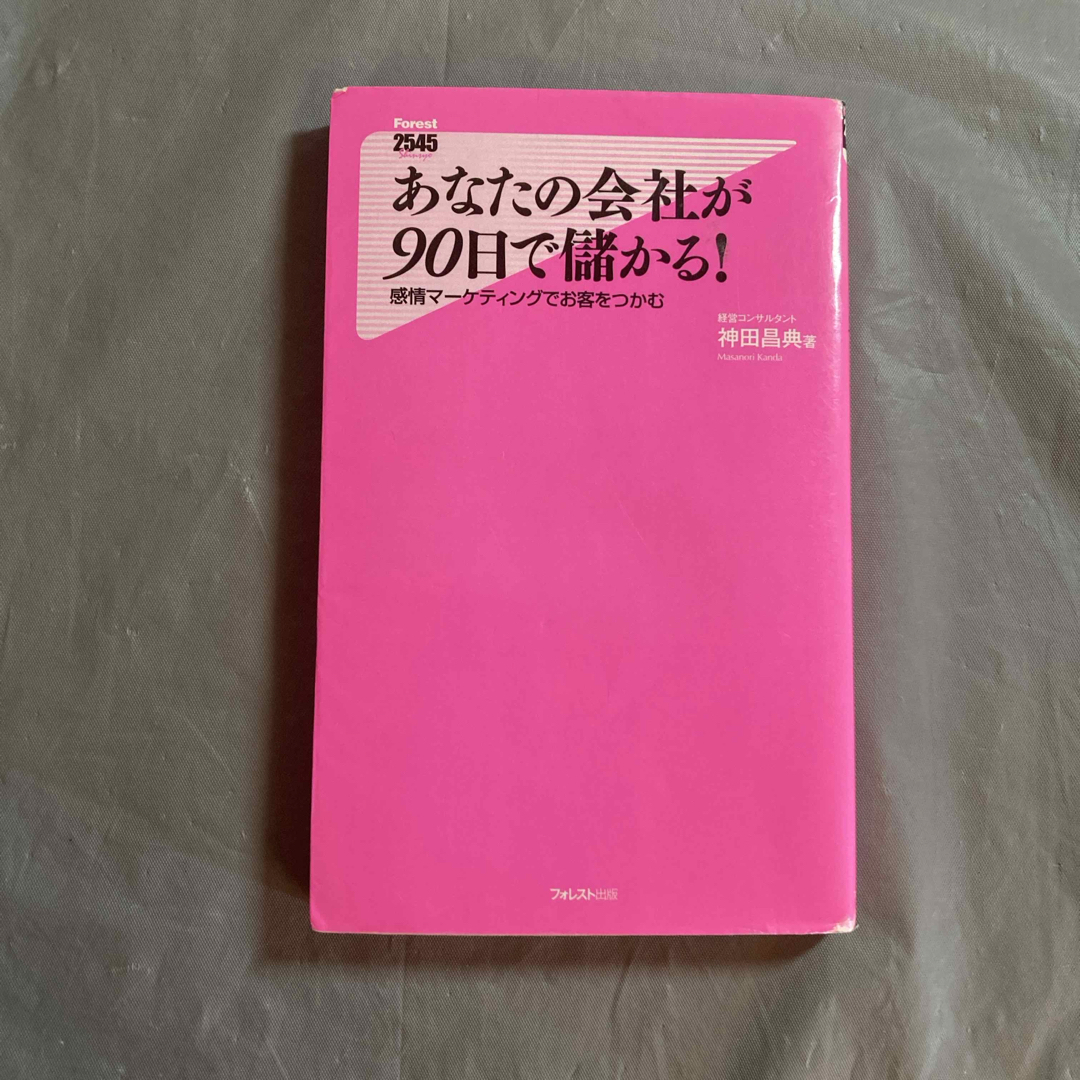 Forest
2545
Shinsyo
あなたの会社が
90日で儲かる!
感情マーケティングでお客をつかむ
経営コンサルタント
神田昌典著
Masanori Kanda
フォレスト出版